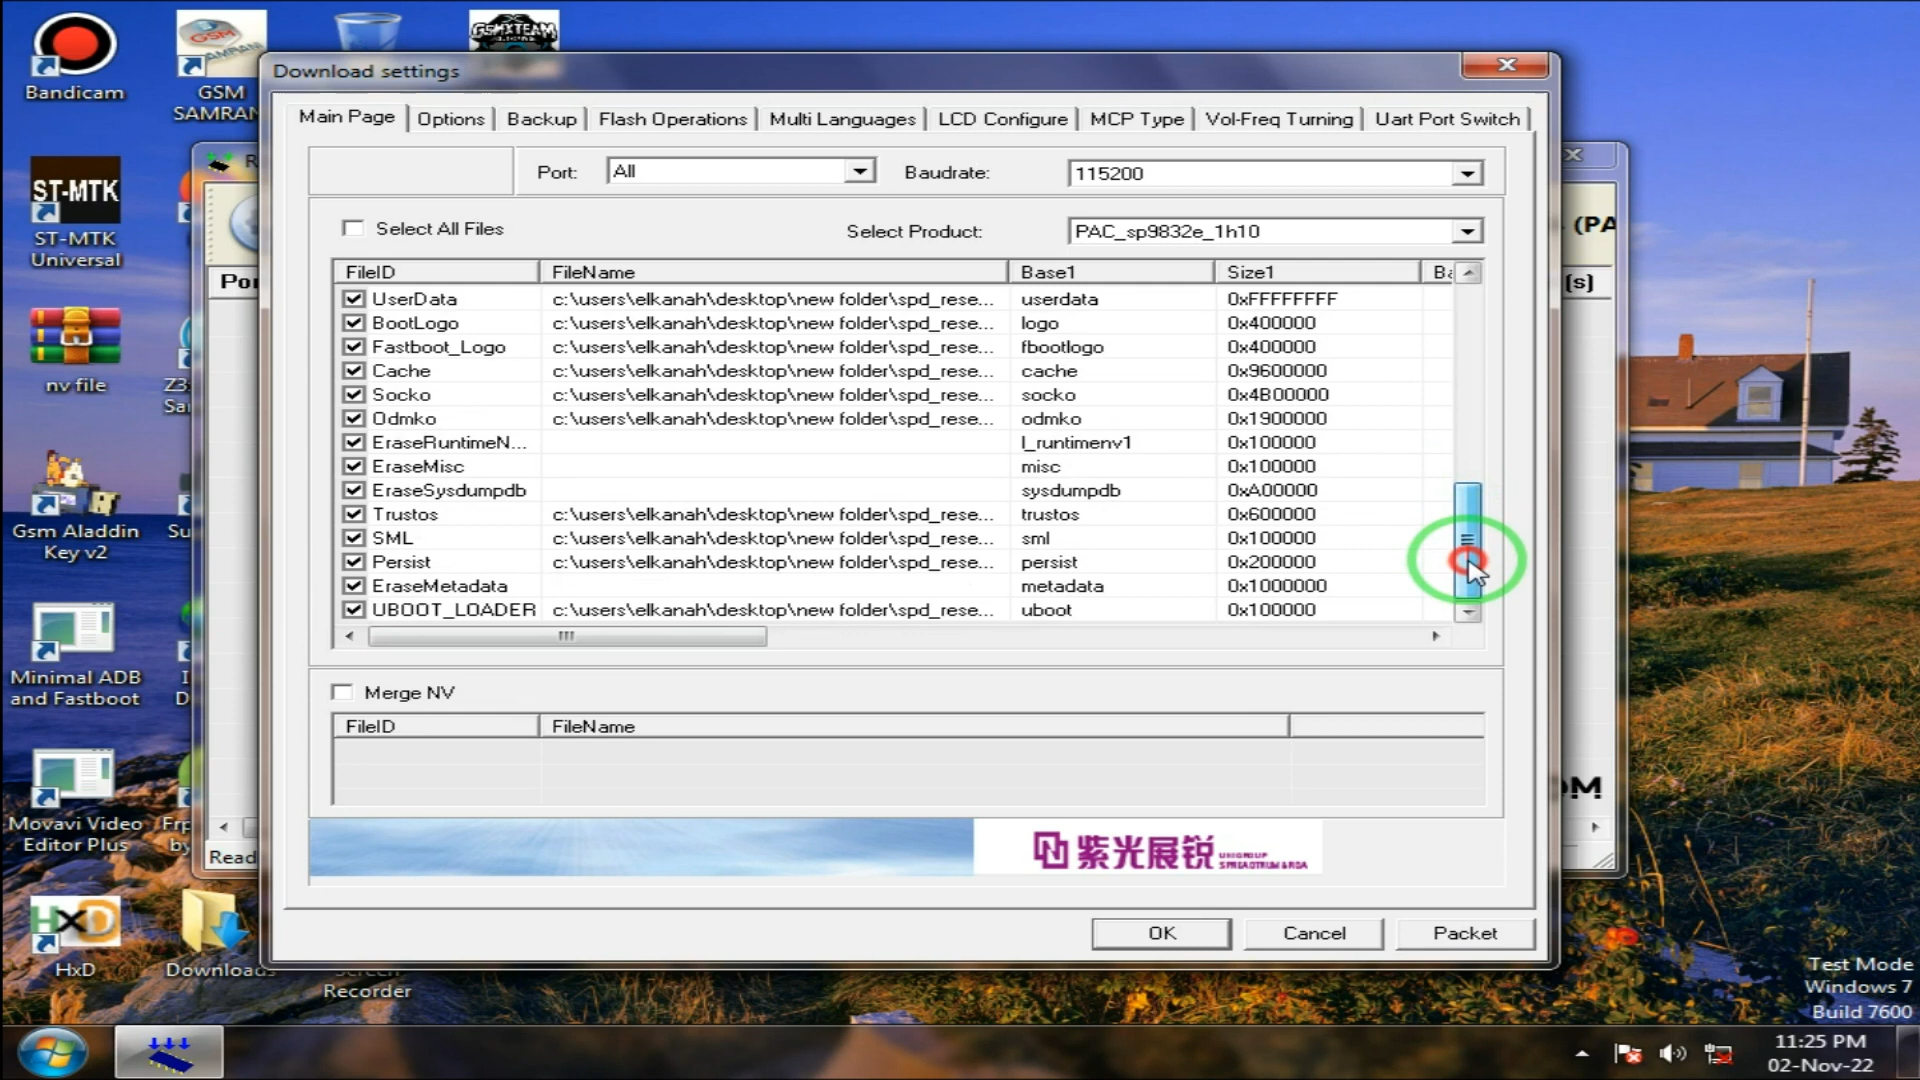 Bandicam
GSM
SAMRAN
GSMXTEAM
ST-MTK
ST-MTK
Universal
nv file
Gsm Aladdin
Key v2
Minimal ADB
and Fastboot
Movavi Video
Editor Plus
HxD
HxD
Downloads
Recorder
Download settings
Main Page
Options
Backup
Flash Operations
Multi Languages
LCD Configure
MCP Type
Vol-Freq Turning
Uart Port Switch
Port:
All
Baudrate:
115200
Select All Files
Select Product:
PAC_sp9832e_1h10
FileID FileName Base1 Size1 Ba
UserData c:\users\elkanah\desktop\new folder\spd_rese... userdata 0xFFFFFFFF
BootLogo c:\users\elkanah\desktop\new folder\spd_rese... logo 0x400000
Fastboot_Logo c:\users\elkanah\desktop\new folder\spd_rese... fbootlogo 0x400000
Cache c:\users\elkanah\desktop\new folder\spd_rese... cache 0x9600000
Socko c:\users\elkanah\desktop\new folder\spd_rese... socko 0x4B00000
Odmko c:\users\elkanah\desktop\new folder\spd_rese... odmko 0x1900000
EraseRuntimeN... l_runtimenv1 0x100000
EraseMisc misc 0x100000
EraseSysdumpdb sysdumpdb 0xA00000
Trustos c:\users\elkanah\desktop\new folder\spd_rese... trustos 0x600000
SML c:\users\elkanah\desktop\new folder\spd_rese... sml 0x100000
Persist c:\users\elkanah\desktop\new folder\spd_rese... persist 0x200000
EraseMetadata metadata 0x1000000
UBOOT_LOADER c:\users\elkanah\desktop\new folder\spd_rese... uboot 0x100000
Merge NV
FileID FileName
紫光展锐
UNIGROUP
SPREADTRUM & RDA
OK
Cancel
Packet
(PA
(s)
Read
Test Mode
Windows 7
Build 7600
11:25 PM
02-Nov-22